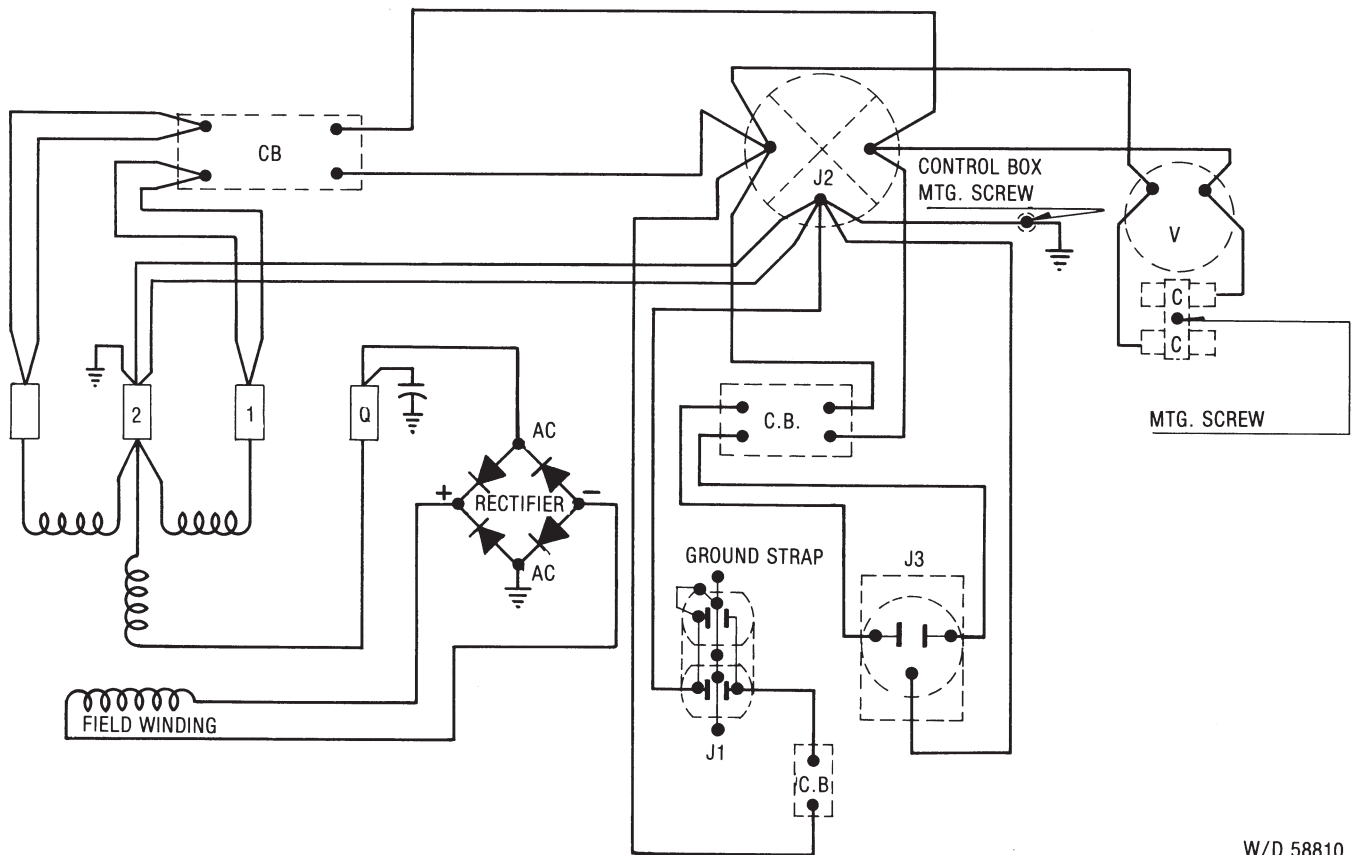 CB
J2
CONTROL BOX
MTG. SCREW
V
C
C
MTG. SCREW
2
1
Q
AC
+
RECTIFIER
−
AC
C.B.
GROUND STRAP
J3
FIELD WINDING
J1
C.B
W/D 58810